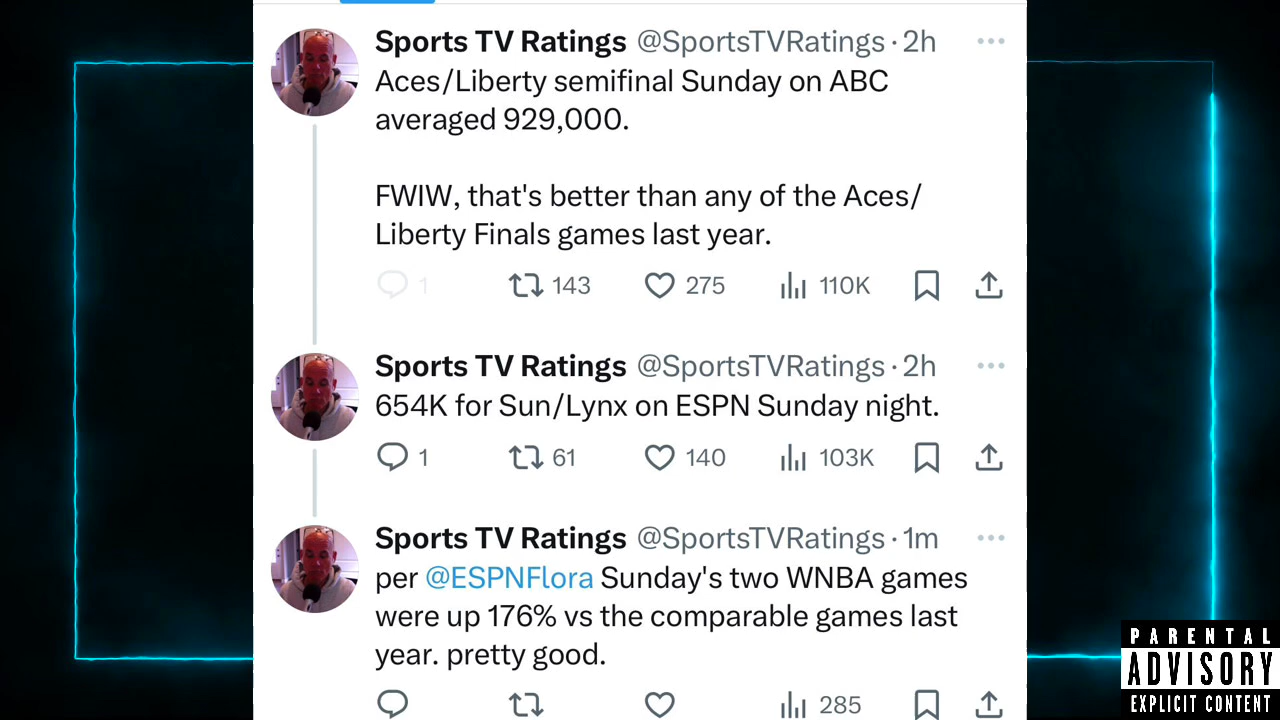 Sports TV Ratings @SportsTVRatings · 2h
Aces/Liberty semifinal Sunday on ABC
averaged 929,000.
FWIW, that's better than any of the Aces/
Liberty Finals games last year.
1 143 275 110K
Sports TV Ratings @SportsTVRatings · 2h
654K for Sun/Lynx on ESPN Sunday night.
1 61 140 103K
Sports TV Ratings @SportsTVRatings · 1m
per @ESPNFlora Sunday's two WNBA games
were up 176% vs the comparable games last
year. pretty good.
285
PARENTAL
ADVISORY
EXPLICIT CONTENT